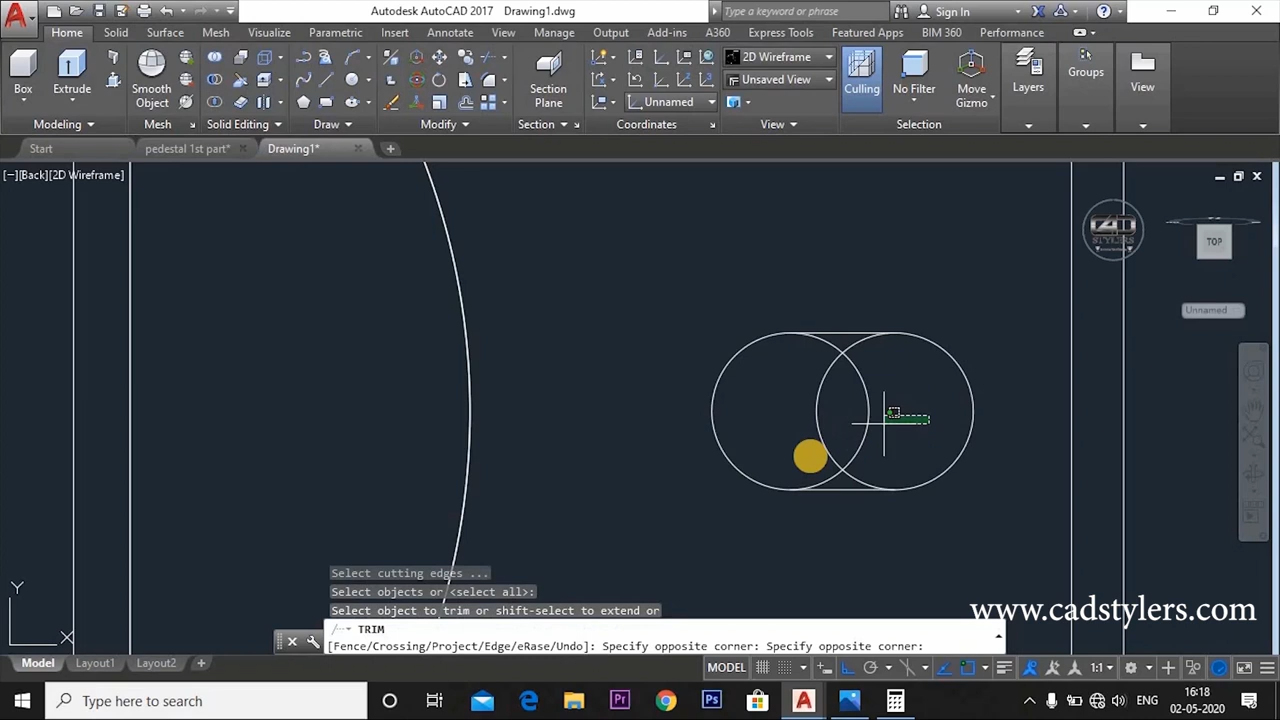 Autodesk AutoCAD 2017 Drawing1.dwg
Type a keyword or phrase
Sign In
Home Solid Surface Mesh Visualize Parametric Insert Annotate View Manage Output Add-ins A360 Express Tools Featured Apps BIM 360 Performance
Box
Extrude
Smooth Object
Section Plane
Unnamed
2D Wireframe
Unsaved View
Culling
No Filter
Move Gizmo
Layers
Groups
View
Modeling Mesh Solid Editing Draw Modify Section Coordinates View Selection
Start pedestal 1st part* Drawing1*
[−][Back][2D Wireframe]
CAD
STYLERS
TOP
Unnamed
Y
X
Select cutting edges ...
Select objects or <select all>:
Select object to trim or shift-select to extend or
TRIM
[Fence/Crossing/Project/Edge/eRase/Undo]: Specify opposite corner: Specify opposite corner:
www.cadstylers.com
Model Layout1 Layout2 +
MODEL
1:1
Type here to search
Pr
Ps
ENG
16:18
02-05-2020